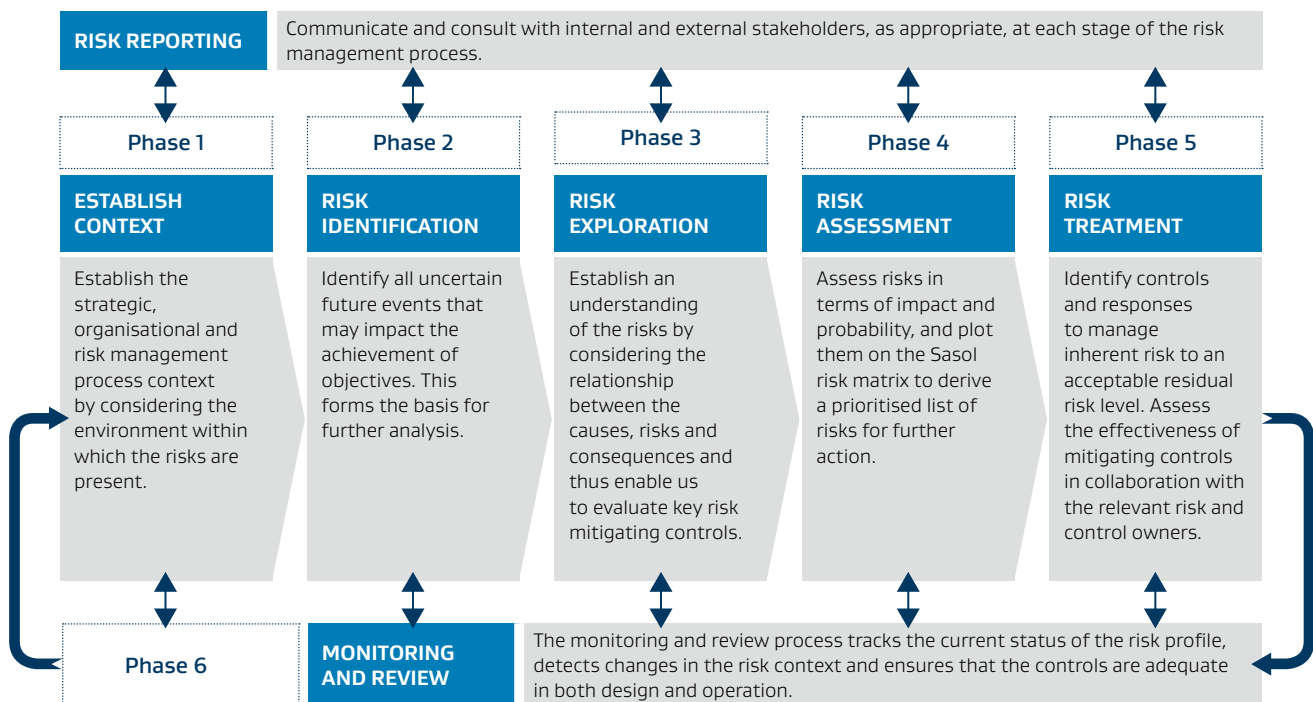 RISK REPORTING
Communicate and consult with internal and external stakeholders, as appropriate, at each stage of the risk
management process.
Phase 1
ESTABLISH
CONTEXT
Establish the
strategic,
organisational and
risk management
process context
by considering the
environment within
which the risks are
present.
Phase 2
RISK
IDENTIFICATION
Identify all uncertain
future events that
may impact the
achievement of
objectives. This
forms the basis for
further analysis.
Phase 3
RISK
EXPLORATION
Establish an
understanding
of the risks by
considering the
relationship
between the
causes, risks and
consequences and
thus enable us
to evaluate key risk
mitigating controls.
Phase 4
RISK
ASSESSMENT
Assess risks in
terms of impact and
probability, and plot
them on the Sasol
risk matrix to derive
a prioritised list of
risks for further
action.
Phase 5
RISK
TREATMENT
Identify controls
and responses
to manage
inherent risk to an
acceptable residual
risk level. Assess
the effectiveness of
mitigating controls
in collaboration with
the relevant risk and
control owners.
Phase 6
MONITORING
AND REVIEW
The monitoring and review process tracks the current status of the risk profile,
detects changes in the risk context and ensures that the controls are adequate
in both design and operation.